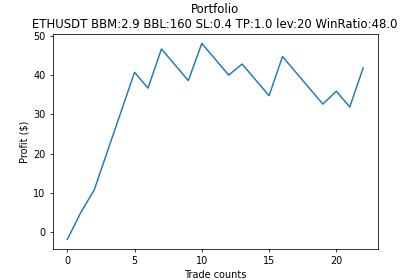 Portfolio
ETHUSDT BBM:2.9 BBL:160 SL:0.4 TP:1.0 lev:20 WinRatio:48.0
50
40
30
20
10
0
Profit ($)
0 5 10 15 20
Trade counts